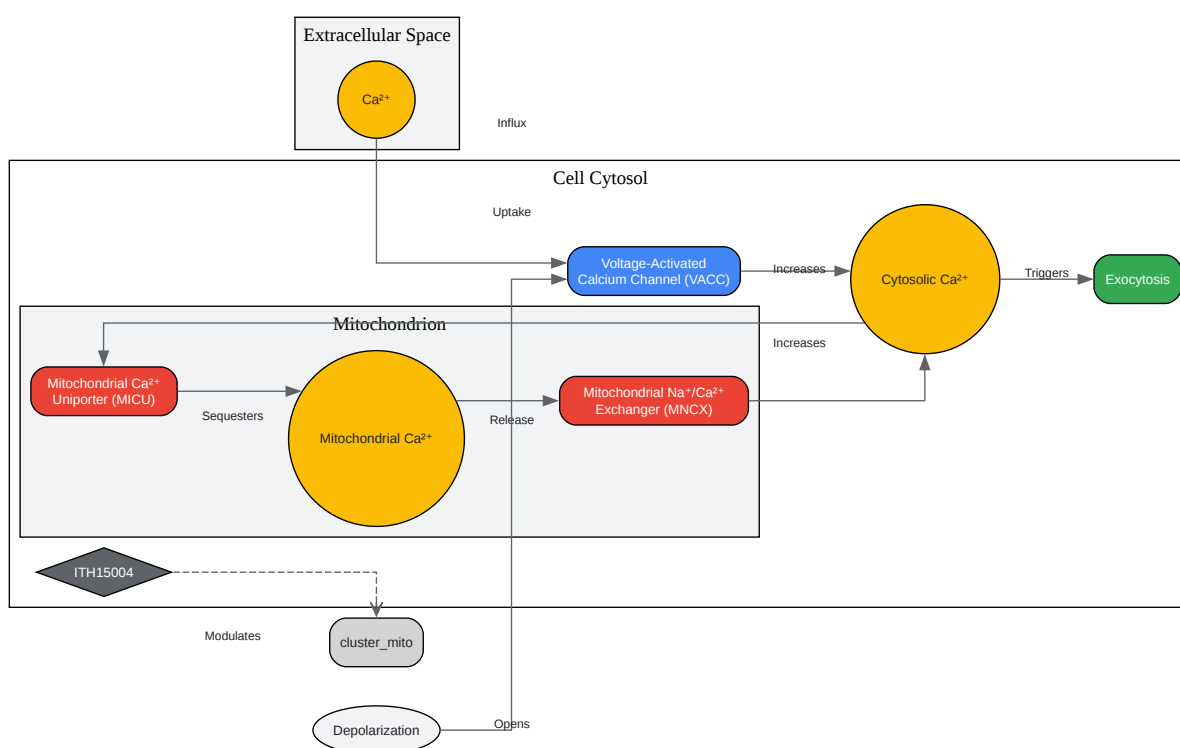 Extracellular Space
Ca²⁺
Influx
Cell Cytosol
Uptake
Voltage-Activated
Calcium Channel (VACC)
Increases
Cytosolic Ca²⁺
Triggers
Exocytosis
Mitochondrion
Increases
Mitochondrial Ca²⁺
Uniporter (MICU)
Sequesters
Mitochondrial Ca²⁺
Release
Mitochondrial Na⁺/Ca²⁺
Exchanger (MNCX)
ITH15004
Modulates
cluster_mito
Depolarization
Opens